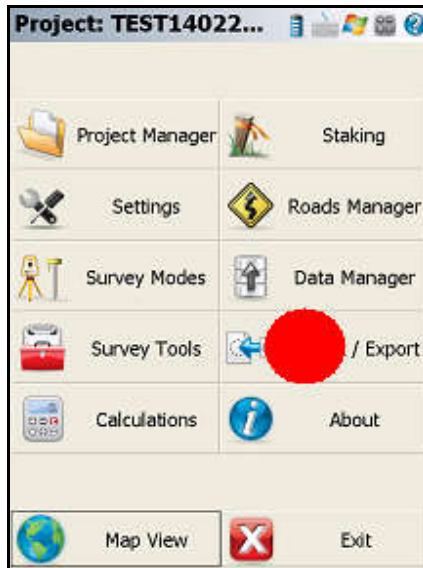 Project: TEST14022...
Project Manager
Staking
Settings
Roads Manager
Survey Modes
Data Manager
Survey Tools
/ Export
Calculations
About
Map View
Exit